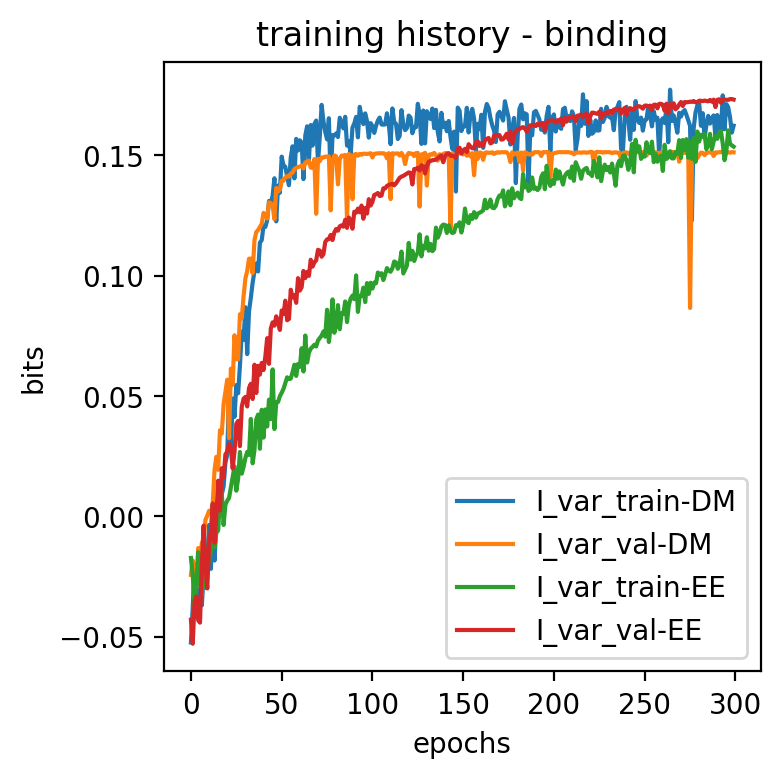 training history - binding
bits
0.15
0.10
0.05
0.00
−0.05
I_var_train-DM
I_var_val-DM
I_var_train-EE
I_var_val-EE
0 50 100 150 200 250 300
epochs